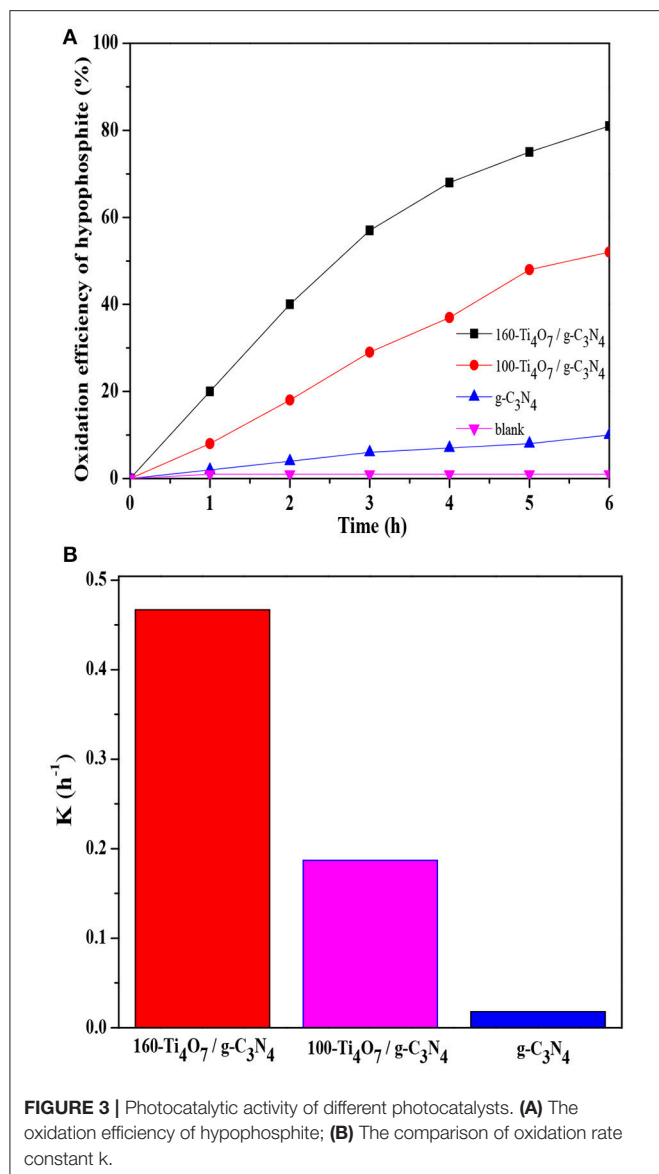 A
100
80
60
40
20
0
Oxidation efficiency of hypophosphite (%)
160-Ti₄O₇ / g-C₃N₄
100-Ti₄O₇ / g-C₃N₄
g-C₃N₄
blank
0 1 2 3 4 5 6
Time (h)
B
0.5
0.4
0.3
0.2
0.1
0.0
K (h⁻¹)
160-Ti₄O₇ / g-C₃N₄ 100-Ti₄O₇ / g-C₃N₄ g-C₃N₄
FIGURE 3 | Photocatalytic activity of different photocatalysts. (A) The
oxidation efficiency of hypophosphite; (B) The comparison of oxidation rate
constant k.